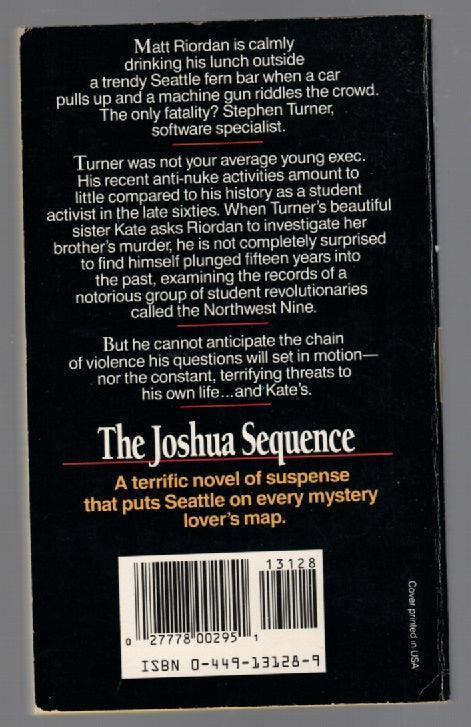 Matt Riordan is calmly
drinking his lunch outside
a trendy Seattle fern bar when a car
pulls up and a machine gun riddles the crowd.
The only fatality? Stephen Turner,
software specialist.
Turner was not your average young exec.
His recent anti-nuke activities amount to
little compared to his history as a student
activist in the late sixties. When Turner's beautiful
sister Kate asks Riordan to investigate her
brother's murder, he is not completely surprised
to find himself plunged fifteen years into
the past, examining the records of a
notorious group of student revolutionaries
called the Northwest Nine.
But he cannot anticipate the chain
of violence his questions will set in motion—
nor the constant, terrifying threats to
his own life...and Kate's.
The Joshua Sequence
A terrific novel of suspense
that puts Seattle on every mystery
lover's map.
13128
0 27778 00295 1
ISBN 0-449-13128-9
Cover printed in USA